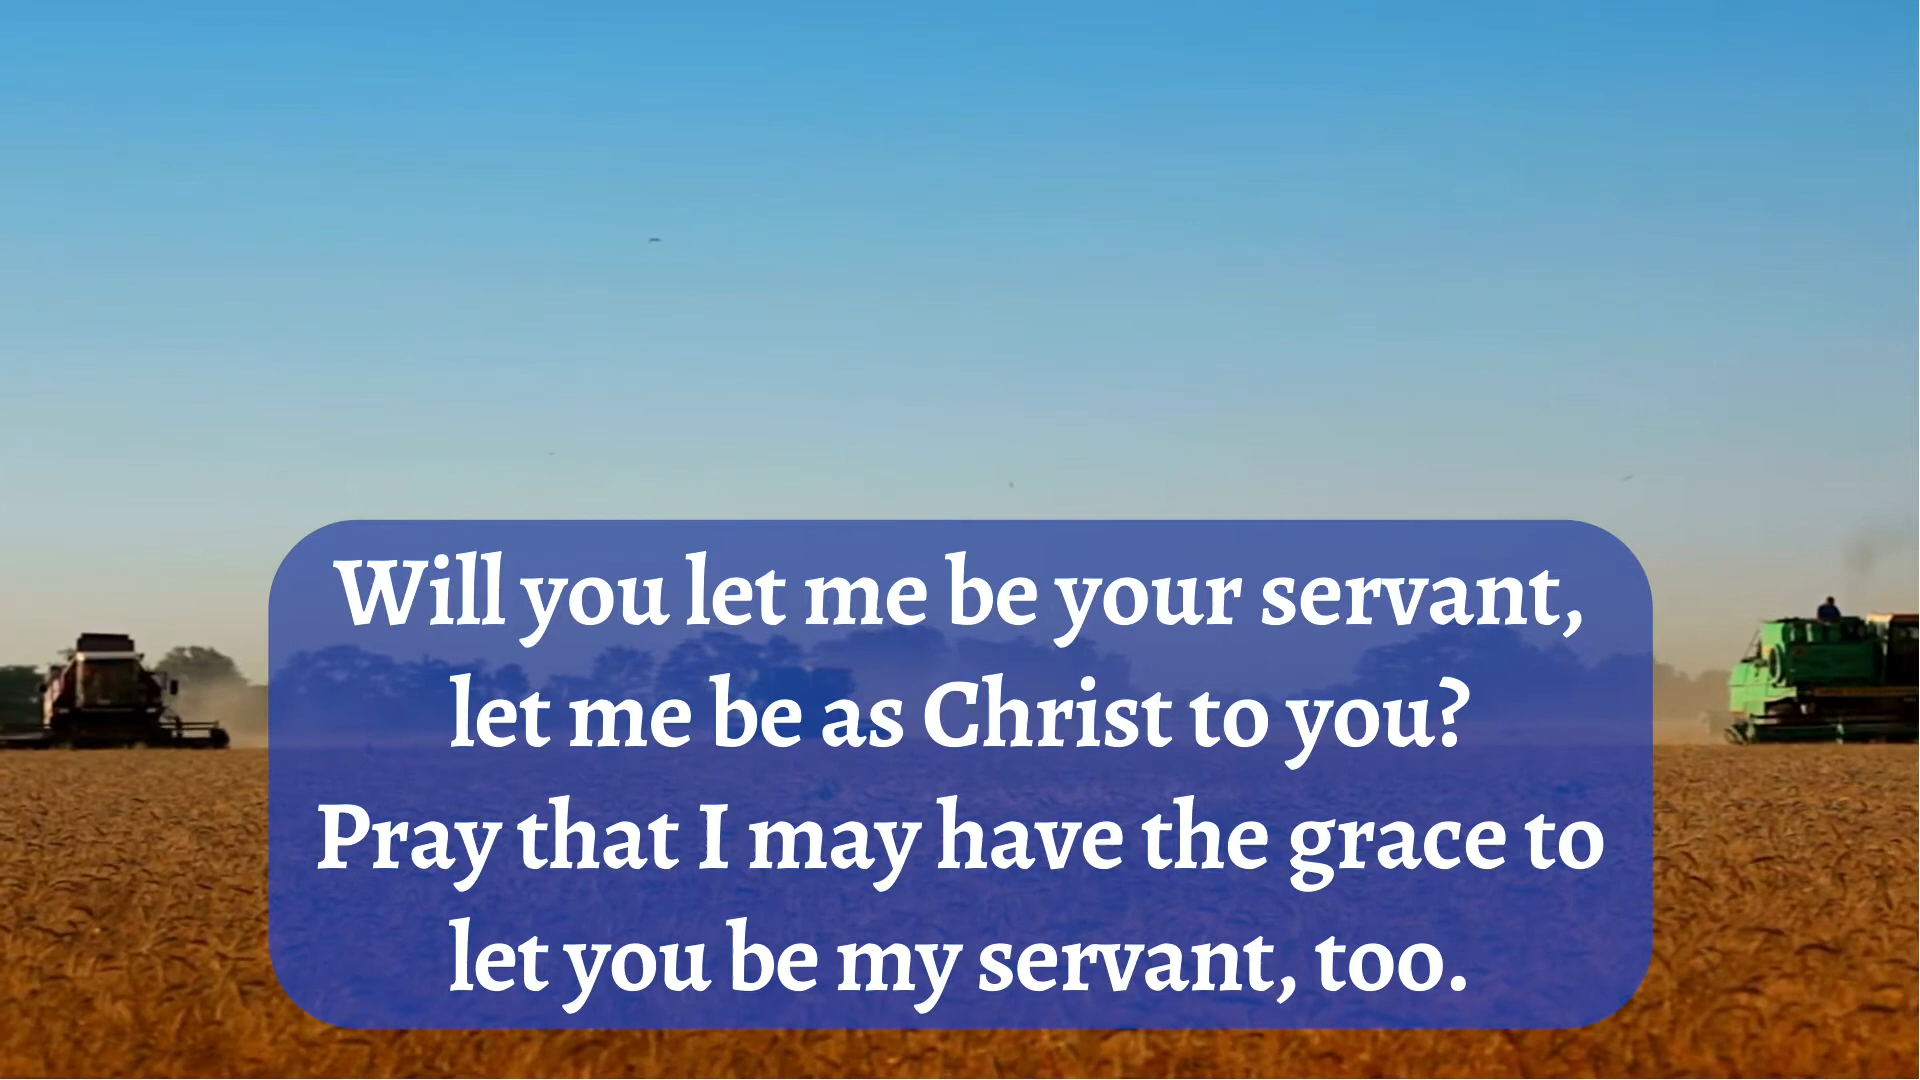 Will you let me be your servant,
let me be as Christ to you?
Pray that I may have the grace to
let you be my servant, too.